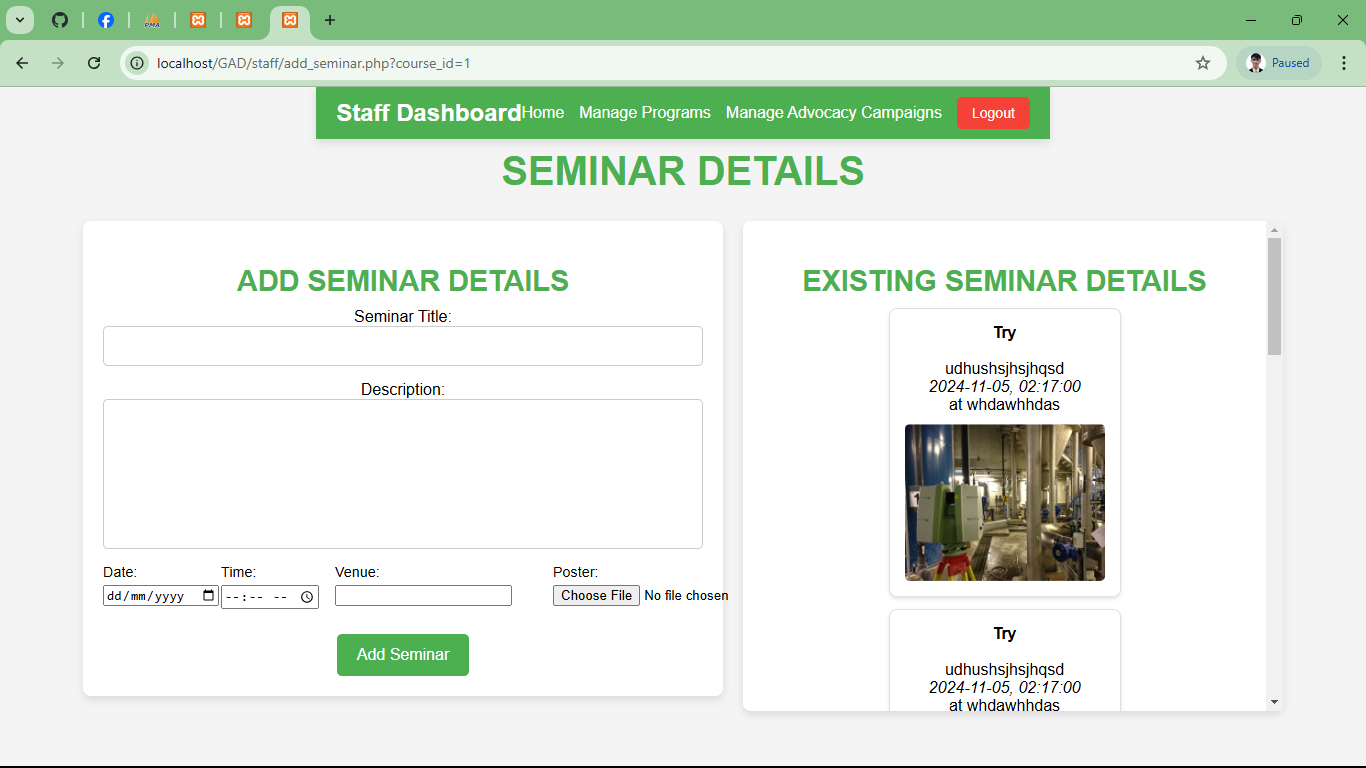 PMA
localhost/GAD/staff/add_seminar.php?course_id=1
Paused
Staff Dashboard Home Manage Programs Manage Advocacy Campaigns Logout
SEMINAR DETAILS
ADD SEMINAR DETAILS
Seminar Title:
Description:
Date: Time: Venue: Poster:
dd/mm/yyyy --:-- -- Choose File No file chosen
Add Seminar
EXISTING SEMINAR DETAILS
Try
udhushsjhsjhqsd
2024-11-05, 02:17:00
at whdawhhdas
Try
udhushsjhsjhqsd
2024-11-05, 02:17:00
at whdawhhdas